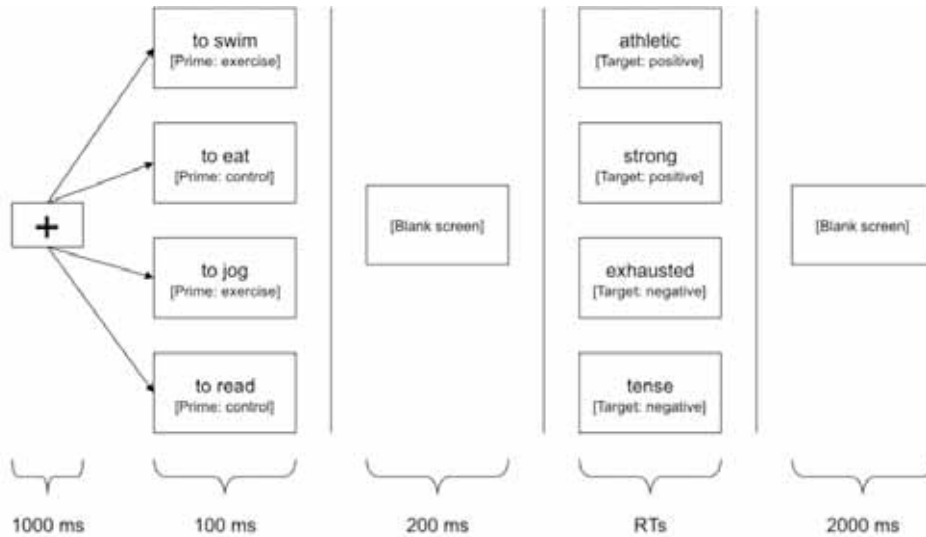 +
to swim
[Prime: exercise]
to eat
[Prime: control]
to jog
[Prime: exercise]
to read
[Prime: control]
[Blank screen]
athletic
[Target: positive]
strong
[Target: positive]
exhausted
[Target: negative]
tense
[Target: negative]
[Blank screen]
1000 ms
100 ms
200 ms
RTs
2000 ms